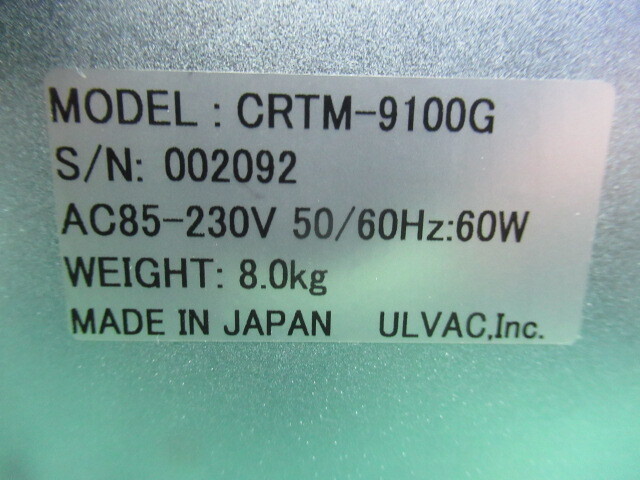 MODEL : CRTM-9100G
S/N: 002092
AC85-230V 50/60Hz:60W
WEIGHT: 8.0kg
MADE IN JAPAN ULVAC,Inc.